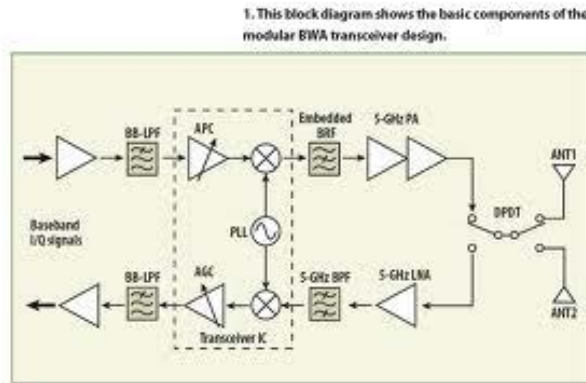 1. This block diagram shows the basic components of the
modular BWA transceiver design.
BB-LPF
APC
Embedded
BRF
5-GHz PA
ANT1
DPDT
Baseband
I/Q signals
PLL
BB-LPF
AGC
5-GHz BPF
5-GHz LNA
ANT2
Transceiver IC